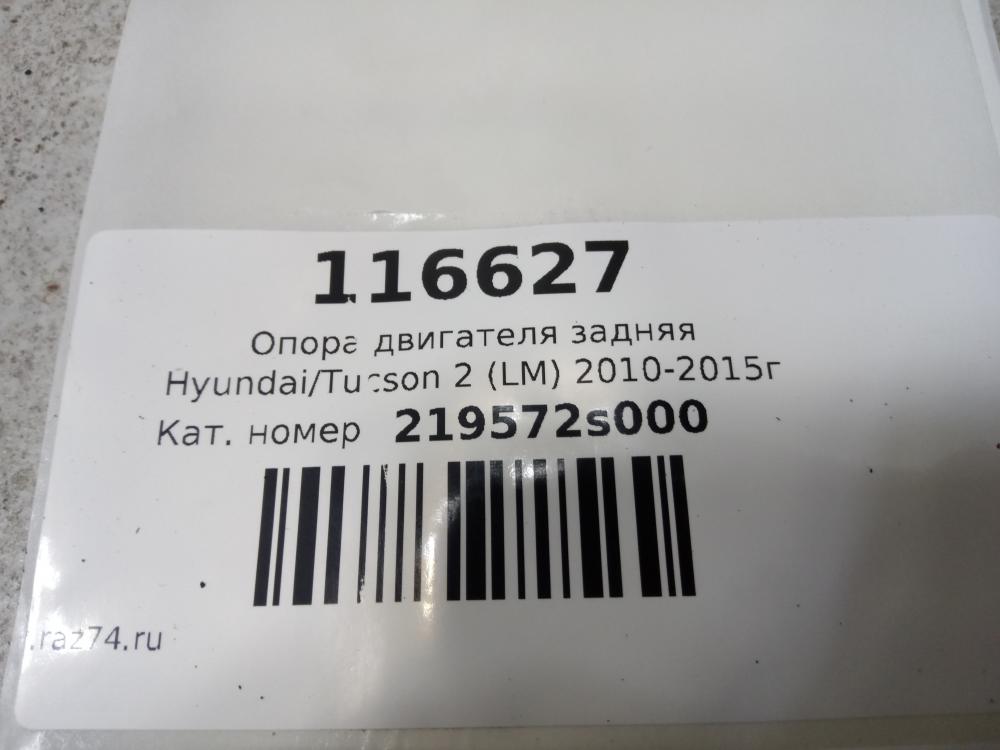 116627
Опора двигателя задняя
Hyundai/Tucson 2 (LM) 2010-2015г
Кат. номер 219572s000
.raz74.ru